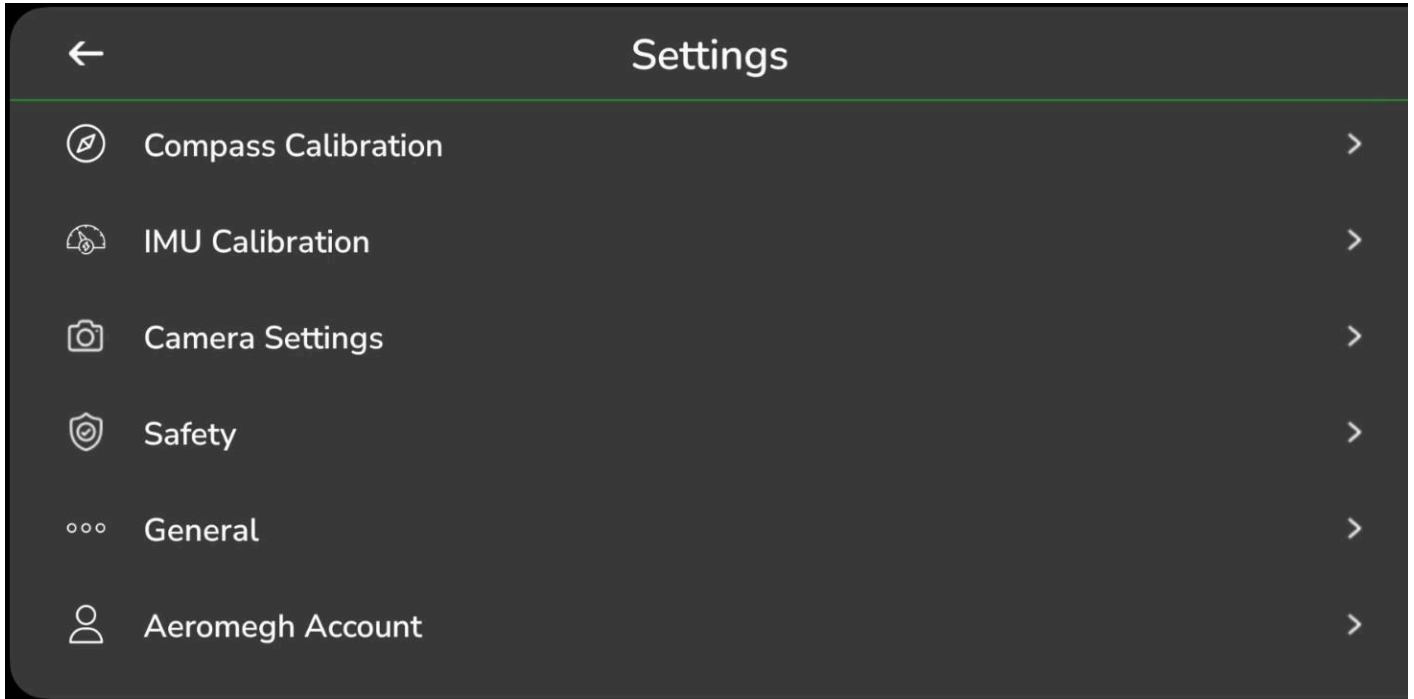 Settings
Compass Calibration
IMU Calibration
Camera Settings
Safety
General
Aeromegh Account